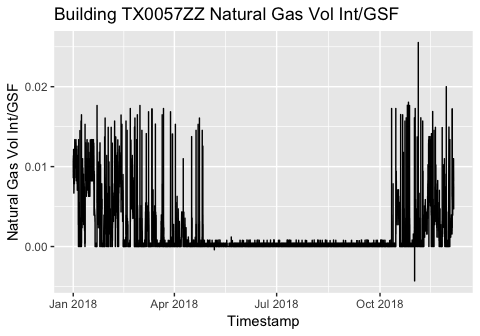 Building TX0057ZZ Natural Gas Vol Int/GSF
Natural Gas Vol Int/GSF
0.02
0.01
0.00
Jan 2018 Apr 2018 Jul 2018 Oct 2018
Timestamp